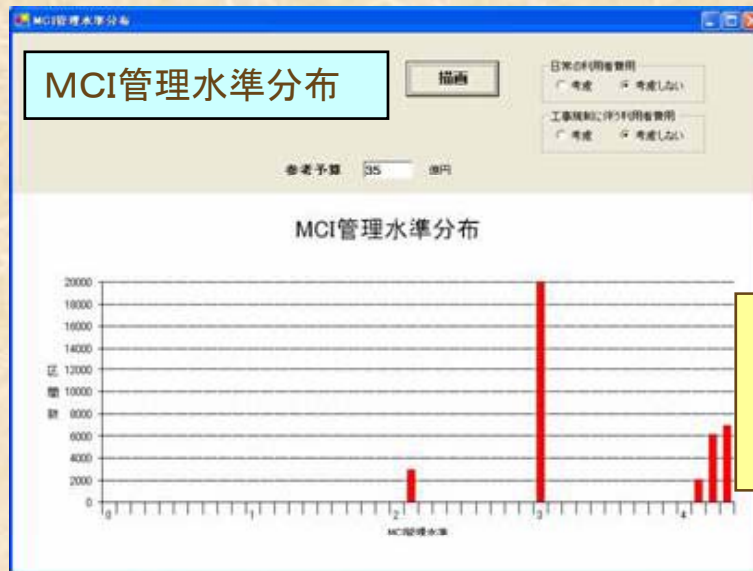 MCI管理水準分布
MCI管理水準分布
描画
日常の利用者費用
考慮 考慮しない
工事規制に伴う利用者費用
考慮 考慮しない
参考予算 35 億円
MCI管理水準分布
20000
18000
16000
14000
12000
10000
8000
6000
4000
2000
0
区間数
0 1 2 3 4
MCI管理水準